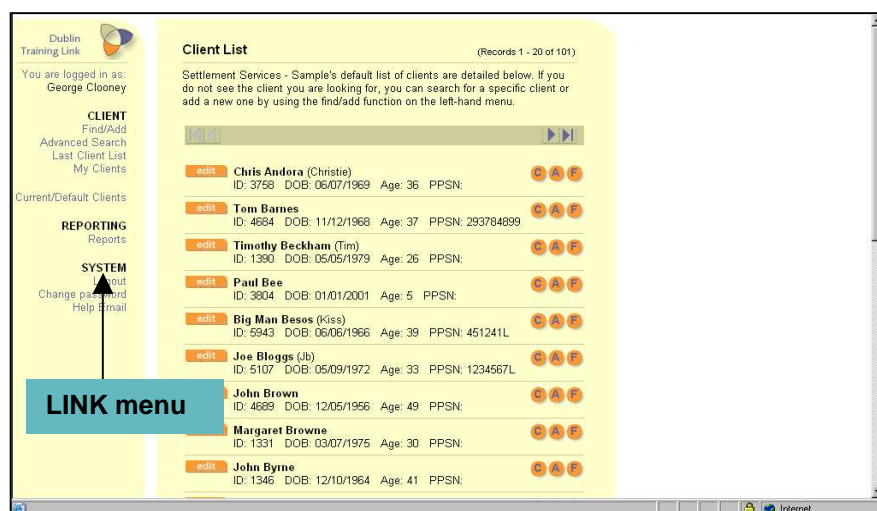 Dublin
Training Link
You are logged in as:
George Clooney
CLIENT
Find/Add
Advanced Search
Last Client List
My Clients
Current/Default Clients
REPORTING
Reports
SYSTEM
Logout
Change password
Help Email
LINK menu
Client List
(Records 1 - 20 of 101)
Settlement Services - Sample's default list of clients are detailed below. If you
do not see the client you are looking for, you can search for a specific client or
add a new one by using the find/add function on the left-hand menu.
edit Chris Andora (Christie) C A F
ID: 3758 DOB: 06/07/1969 Age: 36 PPSN:
edit Tom Barnes C A F
ID: 4684 DOB: 11/12/1968 Age: 37 PPSN: 293784899
edit Timothy Beckham (Tim) C A F
ID: 1390 DOB: 05/05/1979 Age: 26 PPSN:
edit Paul Bee C A F
ID: 3804 DOB: 01/01/2001 Age: 5 PPSN:
edit Big Man Besos (Kiss) C A F
ID: 5943 DOB: 06/06/1966 Age: 39 PPSN: 451241L
edit Joe Bloggs (Jb) C A F
ID: 5107 DOB: 05/09/1972 Age: 33 PPSN: 1234567L
John Brown C A F
ID: 4689 DOB: 12/05/1956 Age: 49 PPSN:
Margaret Browne C A F
ID: 1331 DOB: 03/07/1975 Age: 30 PPSN:
edit John Byrne C A F
ID: 1346 DOB: 12/10/1964 Age: 41 PPSN:
Internet